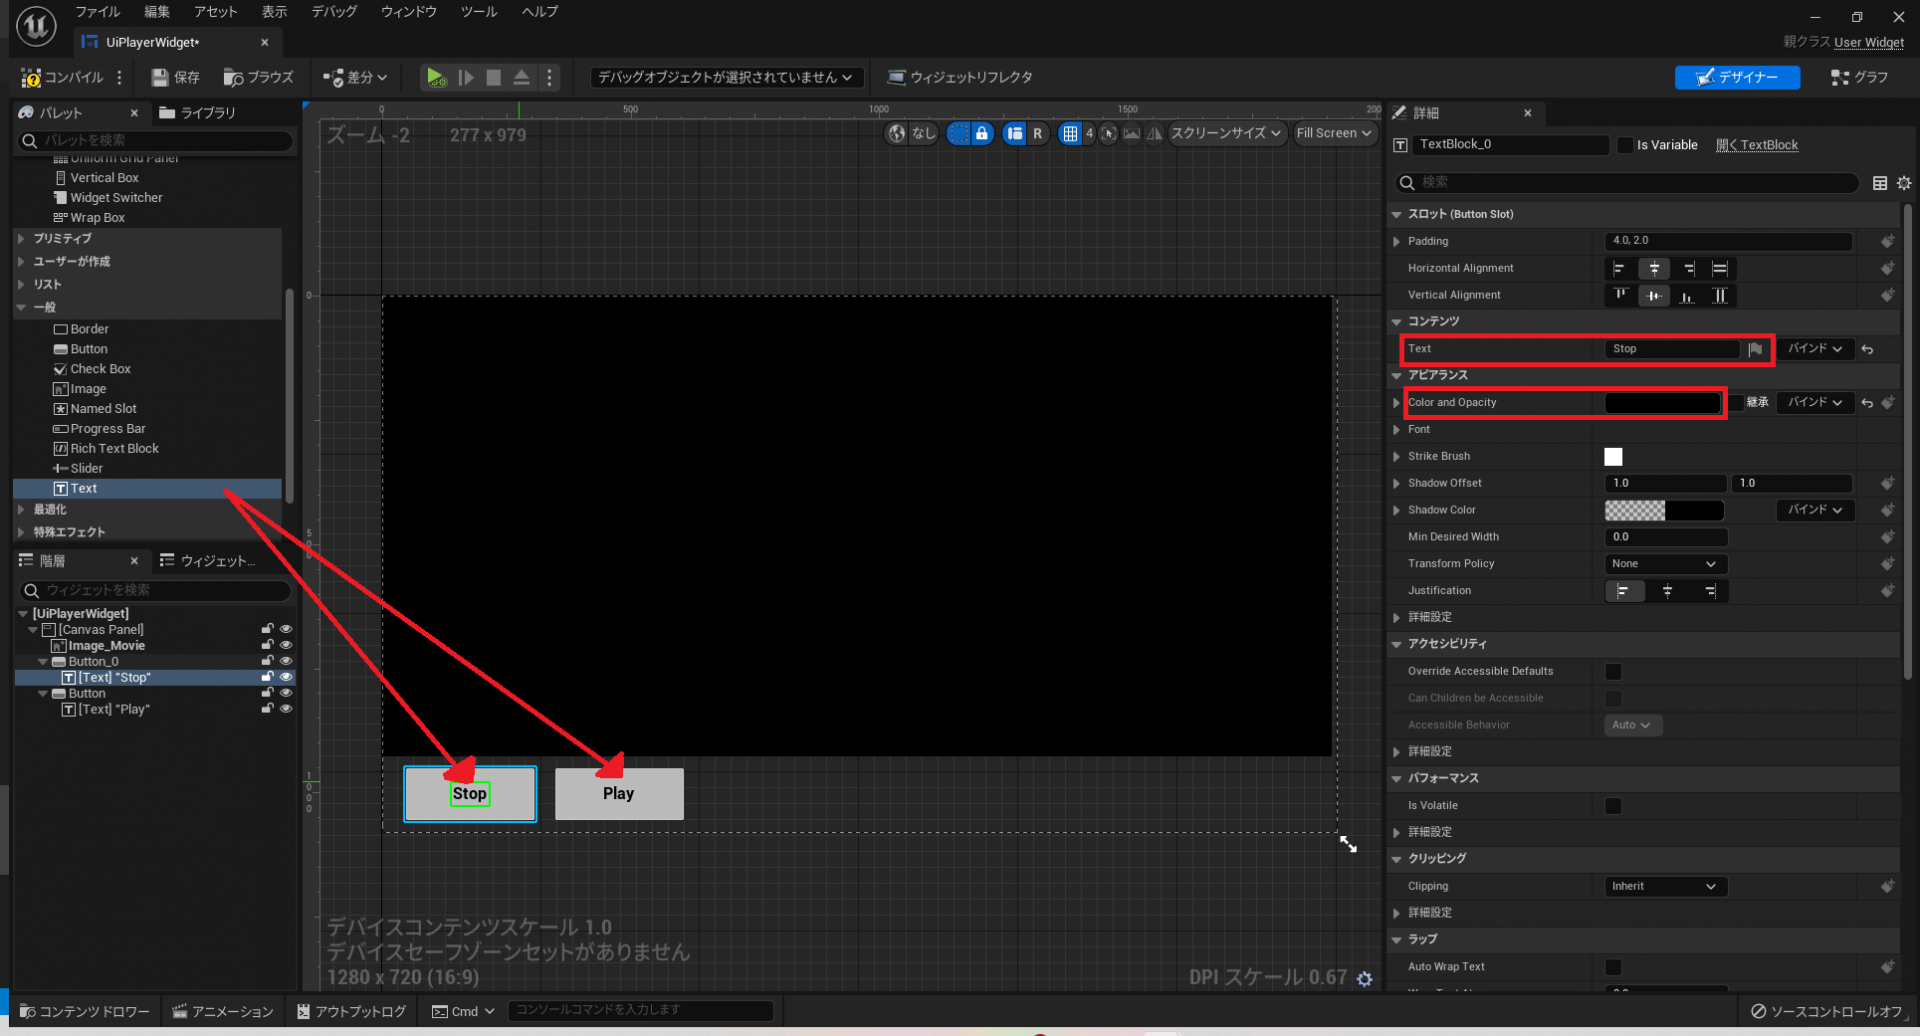 ファイル 編集 アセット 表示 デバッグ ウィンドウ ツール ヘルプ
UiPlayerWidget*
親クラス User Widget
コンパイル 保存 ブラウズ 差分 デバッグオブジェクトが選択されていません ウィジェットリフレクタ デザイナー グラフ
パレット ライブラリ
パレットを検索
Uniform Grid Panel
Vertical Box
Widget Switcher
Wrap Box
プリミティブ
ユーザーが作成
リスト
一般
Border
Button
Check Box
Image
Named Slot
Progress Bar
Rich Text Block
Slider
Text
最適化
特殊エフェクト
階層 ウィジェット...
ウィジェットを検索
[UiPlayerWidget]
[Canvas Panel]
Image_Movie
Button_0
[Text] "Stop"
Button
[Text] "Play"
0 500 1000 1500 200
ズーム -2 277 x 979
なし R 4 スクリーンサイズ Fill Screen
0
5
0
1
0
0
0
Stop Play
デバイスコンテンツスケール 1.0
デバイスセーフゾーンセットがありません
1280 x 720 (16:9) DPI スケール 0.67
詳細
TextBlock_0 Is Variable 開く TextBlock
検索
スロット (Button Slot)
Padding 4.0, 2.0
Horizontal Alignment
Vertical Alignment
コンテンツ
Text Stop バインド
アピアランス
Color and Opacity 継承 バインド
Font
Strike Brush
Shadow Offset 1.0 1.0
Shadow Color バインド
Min Desired Width 0.0
Transform Policy None
Justification
詳細設定
アクセシビリティ
Override Accessible Defaults
Can Children be Accessible
Accessible Behavior Auto
詳細設定
パフォーマンス
Is Volatile
詳細設定
クリッピング
Clipping Inherit
詳細設定
ラップ
Auto Wrap Text
コンテンツドロワー アニメーション アウトプットログ Cmd コンソールコマンドを入力します ソースコントロールオフ